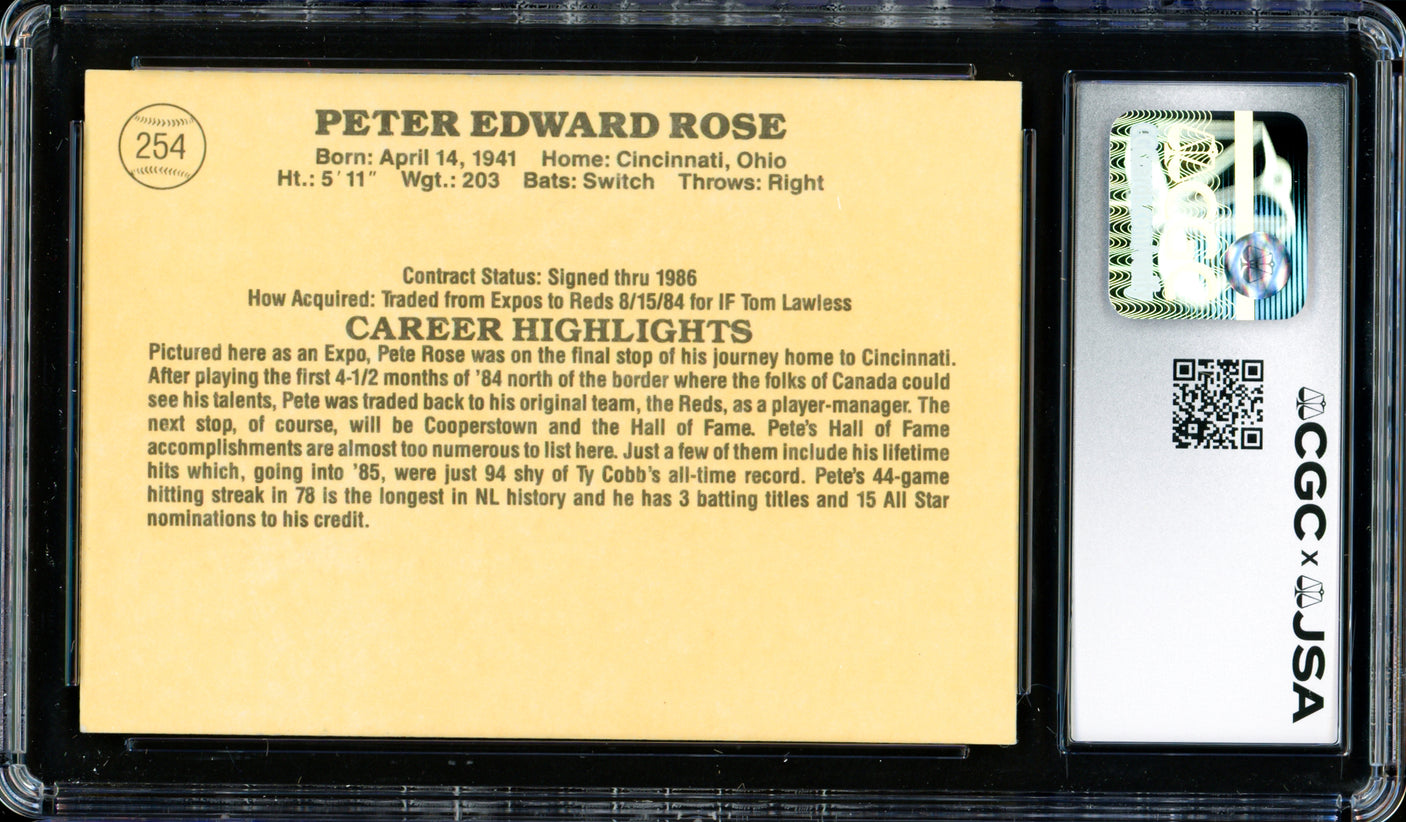 254
PETER EDWARD ROSE
Born: April 14, 1941 Home: Cincinnati, Ohio
Ht.: 5' 11" Wgt.: 203 Bats: Switch Throws: Right
Contract Status: Signed thru 1986
How Acquired: Traded from Expos to Reds 8/15/84 for IF Tom Lawless
CAREER HIGHLIGHTS
Pictured here as an Expo, Pete Rose was on the final stop of his journey home to Cincinnati.
After playing the first 4-1/2 months of '84 north of the border where the folks of Canada could
see his talents, Pete was traded back to his original team, the Reds, as a player-manager. The
next stop, of course, will be Cooperstown and the Hall of Fame. Pete's Hall of Fame
accomplishments are almost too numerous to list here. Just a few of them include his lifetime
hits which, going into '85, were just 94 shy of Ty Cobb's all-time record. Pete's 44-game
hitting streak in 78 is the longest in NL history and he has 3 batting titles and 15 All Star
nominations to his credit.
CGC x JSA